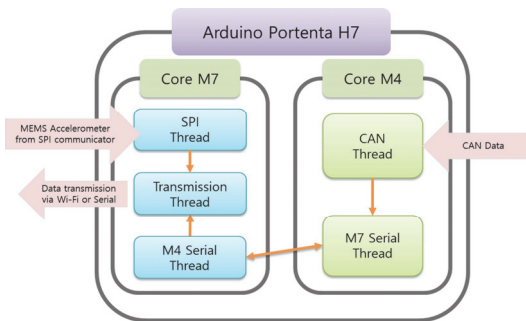 Arduino Portenta H7
Core M7
Core M4
MEMS Accelerometer
from SPI communicator
SPI
Thread
CAN
Thread
CAN Data
Data transmission
via Wi-Fi or Serial
Transmission
Thread
M4 Serial
Thread
M7 Serial
Thread